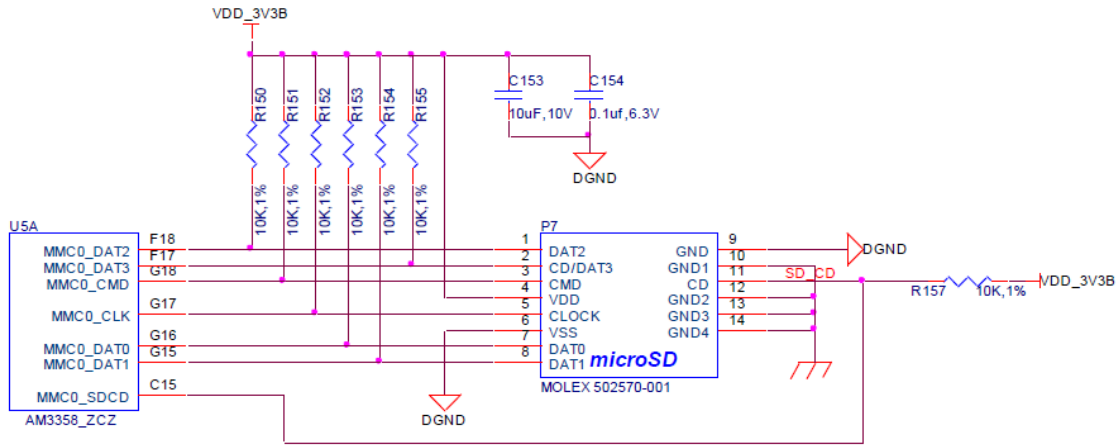 VDD_3V3B
R150
R151
R152
R153
R154
R155
10K,1%
10K,1%
10K,1%
10K,1%
10K,1%
10K,1%
C153
10uF,10V
C154
0.1uf,6.3V
DGND
U5A
MMC0_DAT2 F18
MMC0_DAT3 F17
MMC0_CMD G18
MMC0_CLK G17
MMC0_DAT0 G16
MMC0_DAT1 G15
MMC0_SDCD C15
AM3358_ZCZ
P7
1 DAT2
2 CD/DAT3
3 CMD
4 VDD
5 CLOCK
6 VSS
7 DAT0
8 DAT1
microSD
GND 9
GND1 10
CD 11
GND2 12
GND3 13
GND4 14
MOLEX 502570-001
DGND
DGND
SD_CD
R157
10K,1%
VDD_3V3B